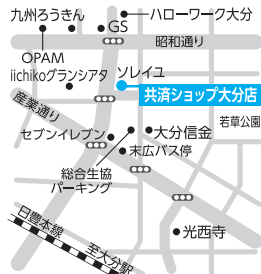 九州ろうきん
ハローワーク大分
GS
昭和通り
OPAM
iichikoグランシアタ
ソレイユ
共済ショップ大分店
産業通り
若草公園
セブンイレブン
大分信金
末広バス停
総合生協
パーキング
光西寺
日豊本線
至大分駅